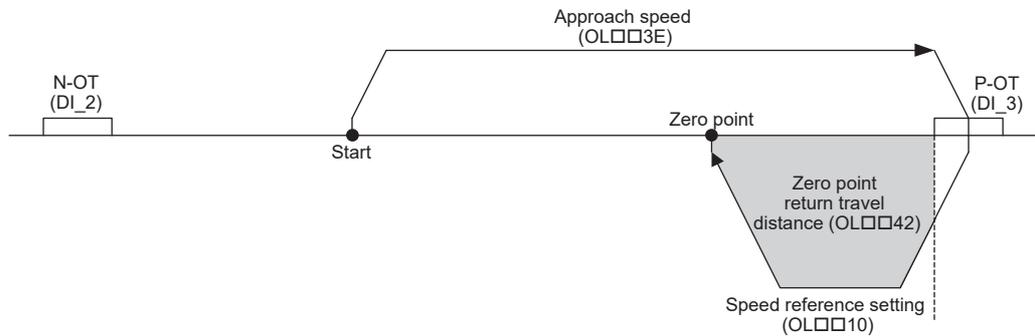 Approach speed
(OL□□3E)
N-OT
(DI_2)
P-OT
(DI_3)
Zero point
Start
Zero point
return travel
distance (OL□□42)
Speed reference setting
(OL□□10)